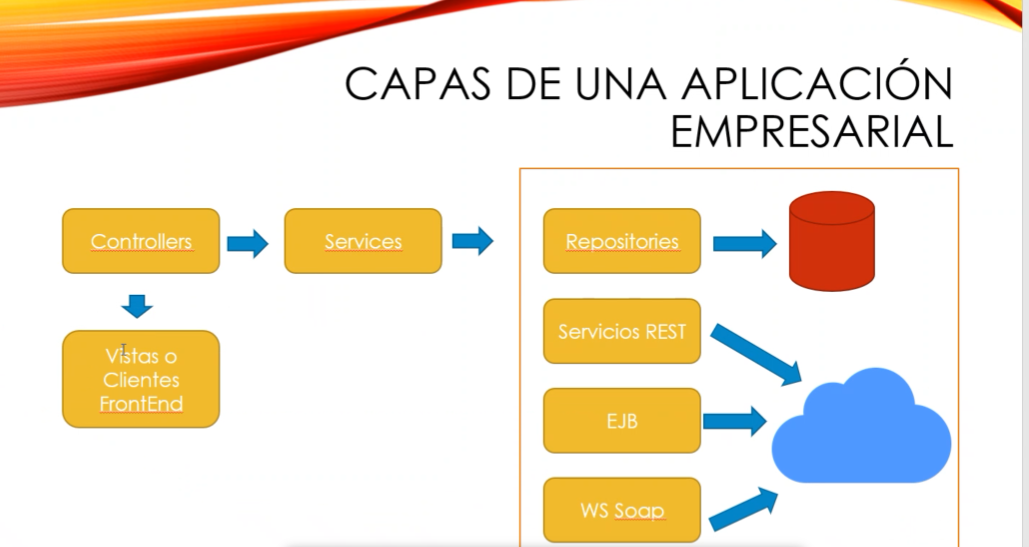 CAPAS DE UNA APLICACIÓN
EMPRESARIAL
Controllers
Services
Repositories
Vistas o
Clientes
FrontEnd
Servicios REST
EJB
WS Soap